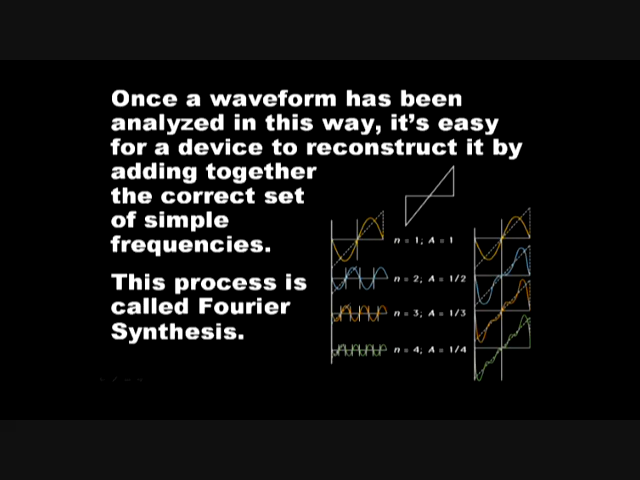 Once a waveform has been
analyzed in this way, it's easy
for a device to reconstruct it by
adding together
the correct set
of simple
frequencies.
This process is
called Fourier
Synthesis.
n = 1; A = 1
n = 2; A = 1/2
n = 3; A = 1/3
n = 4; A = 1/4